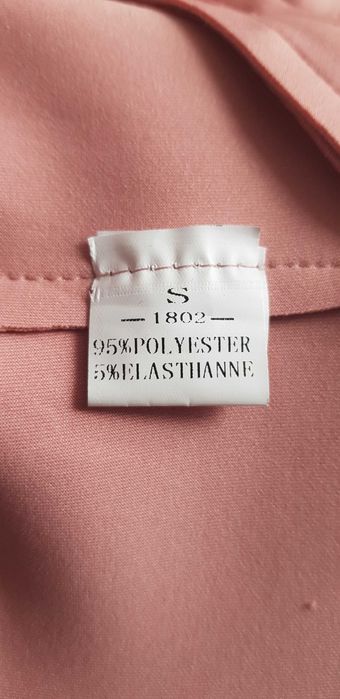 S
— 1802 —
95%POLYESTER
5%ELASTHANNE